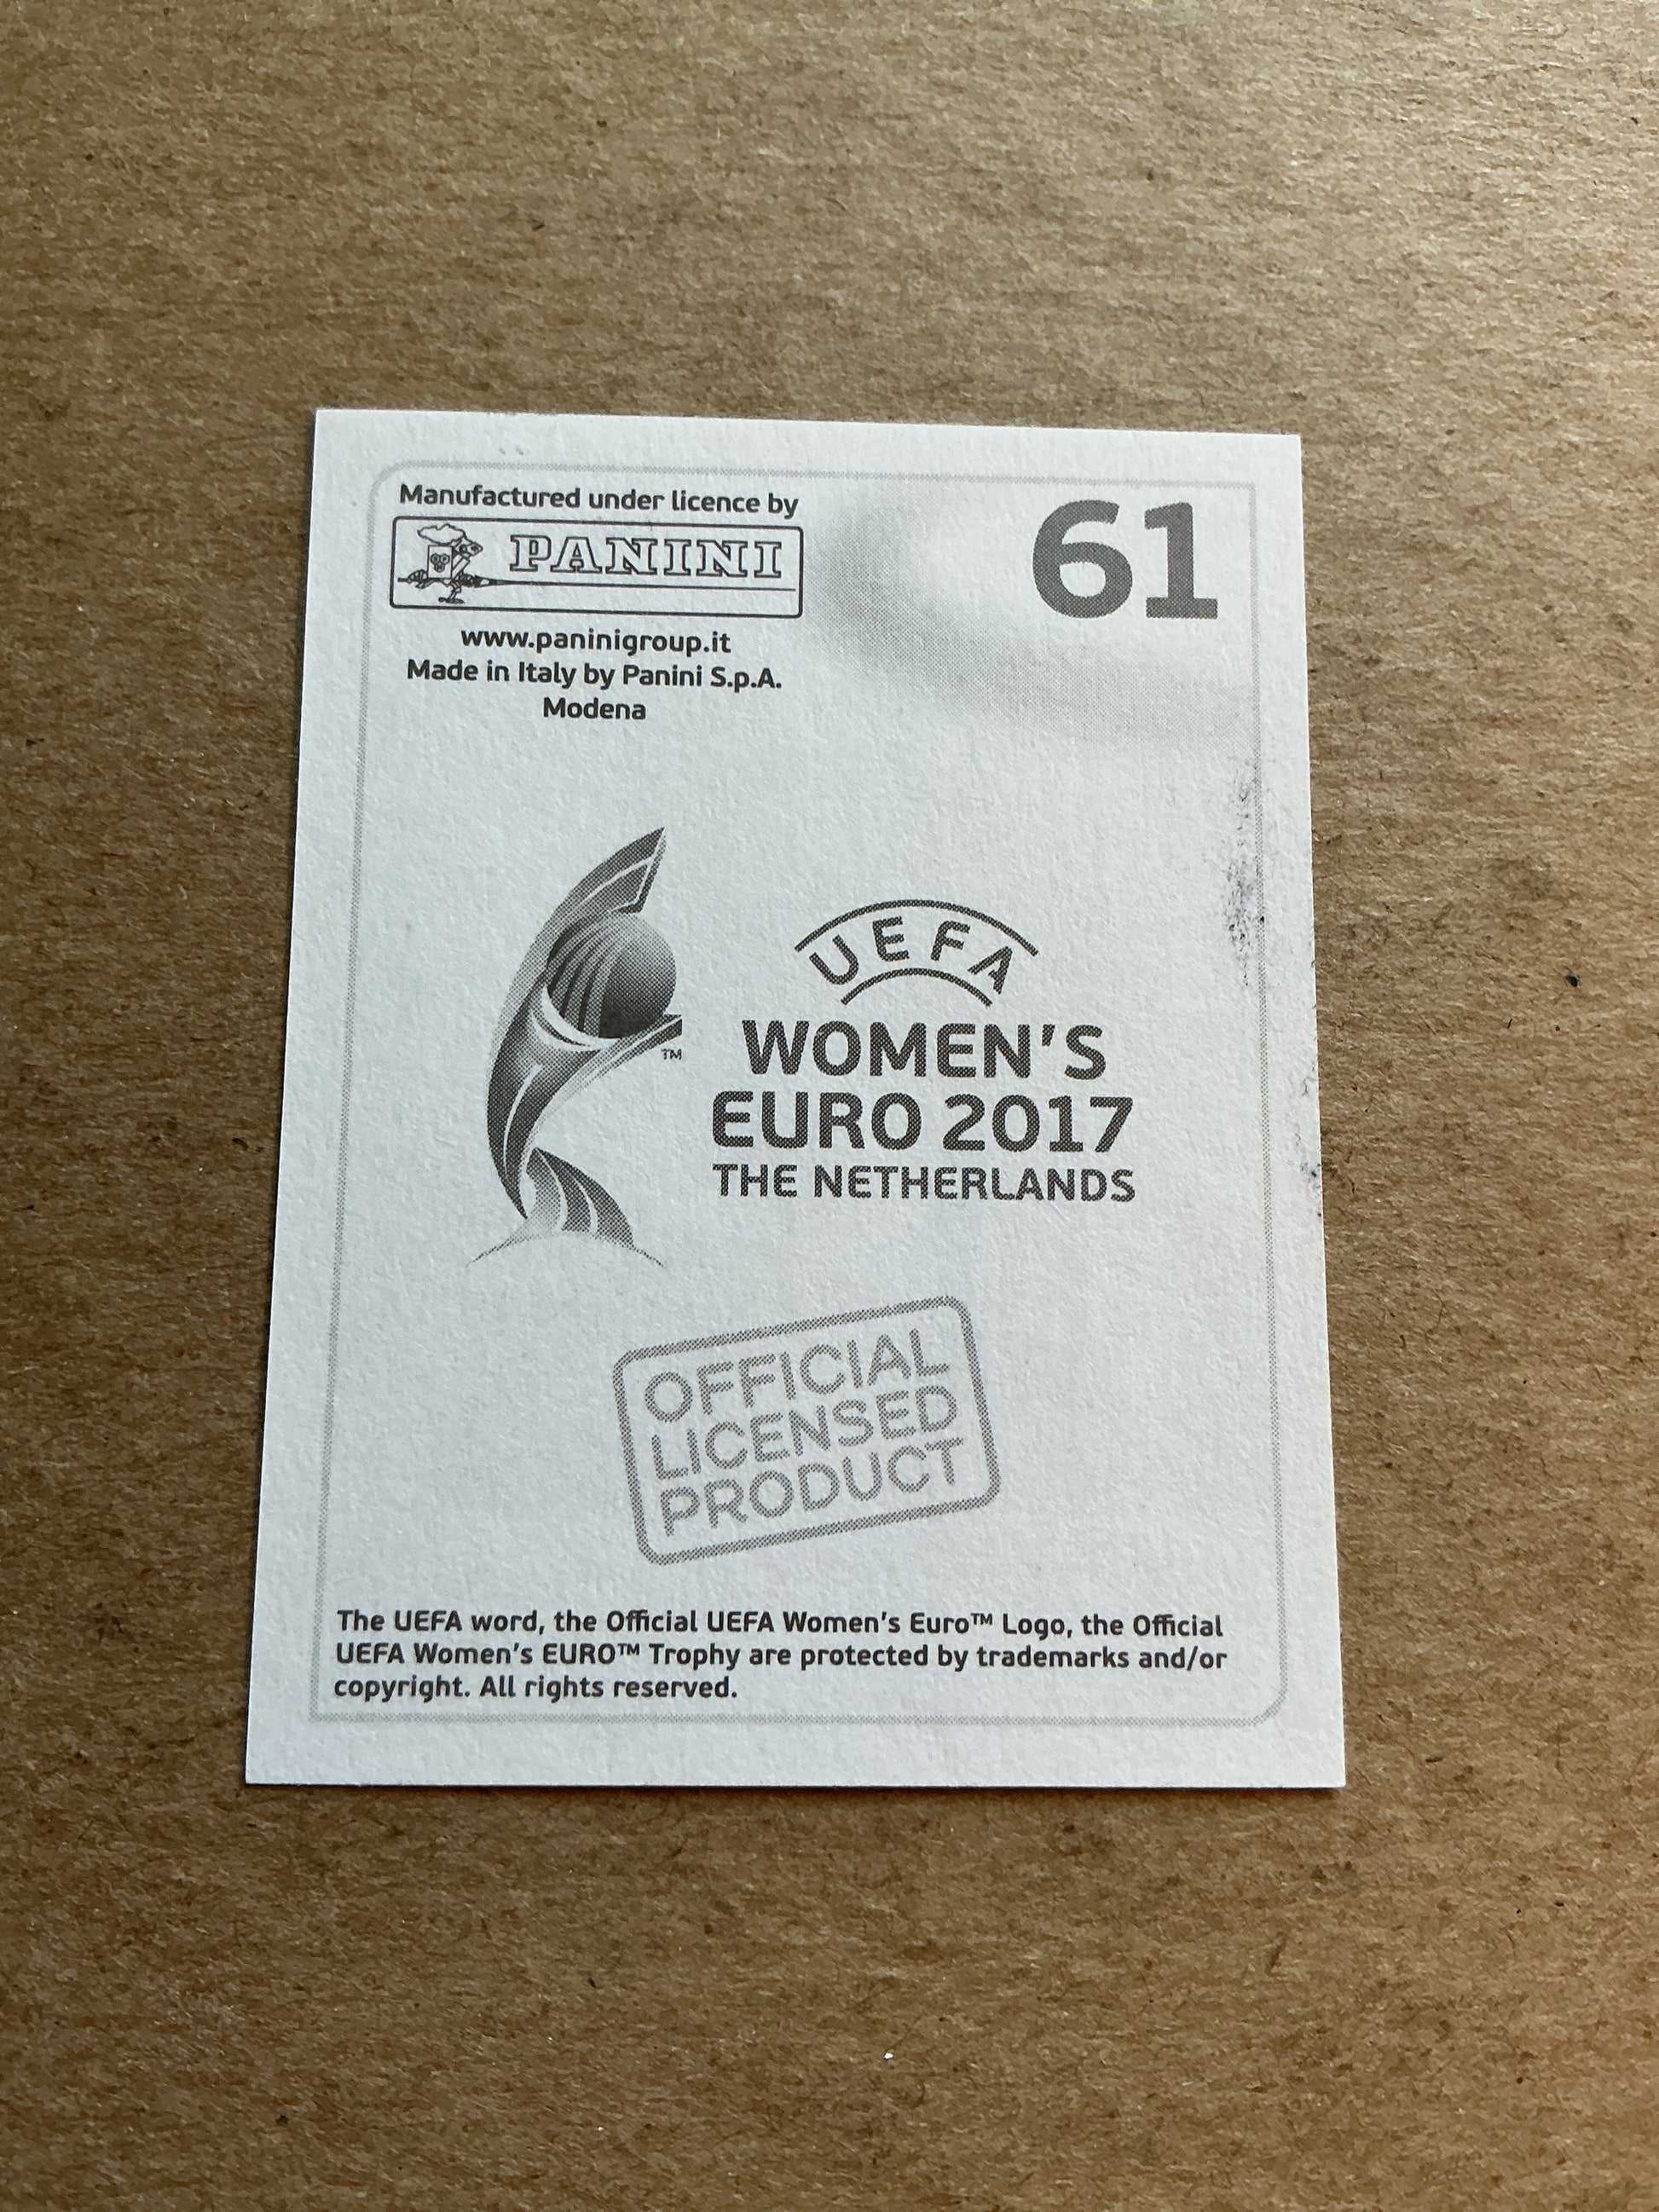 Manufactured under licence by
PANINI
www.paninigroup.it
Made in Italy by Panini S.p.A.
Modena
61
UEFA
WOMEN'S
EURO 2017
THE NETHERLANDS
TM
OFFICIAL
LICENSED
PRODUCT
The UEFA word, the Official UEFA Women's Euro™ Logo, the Official
UEFA Women's EURO™ Trophy are protected by trademarks and/or
copyright. All rights reserved.